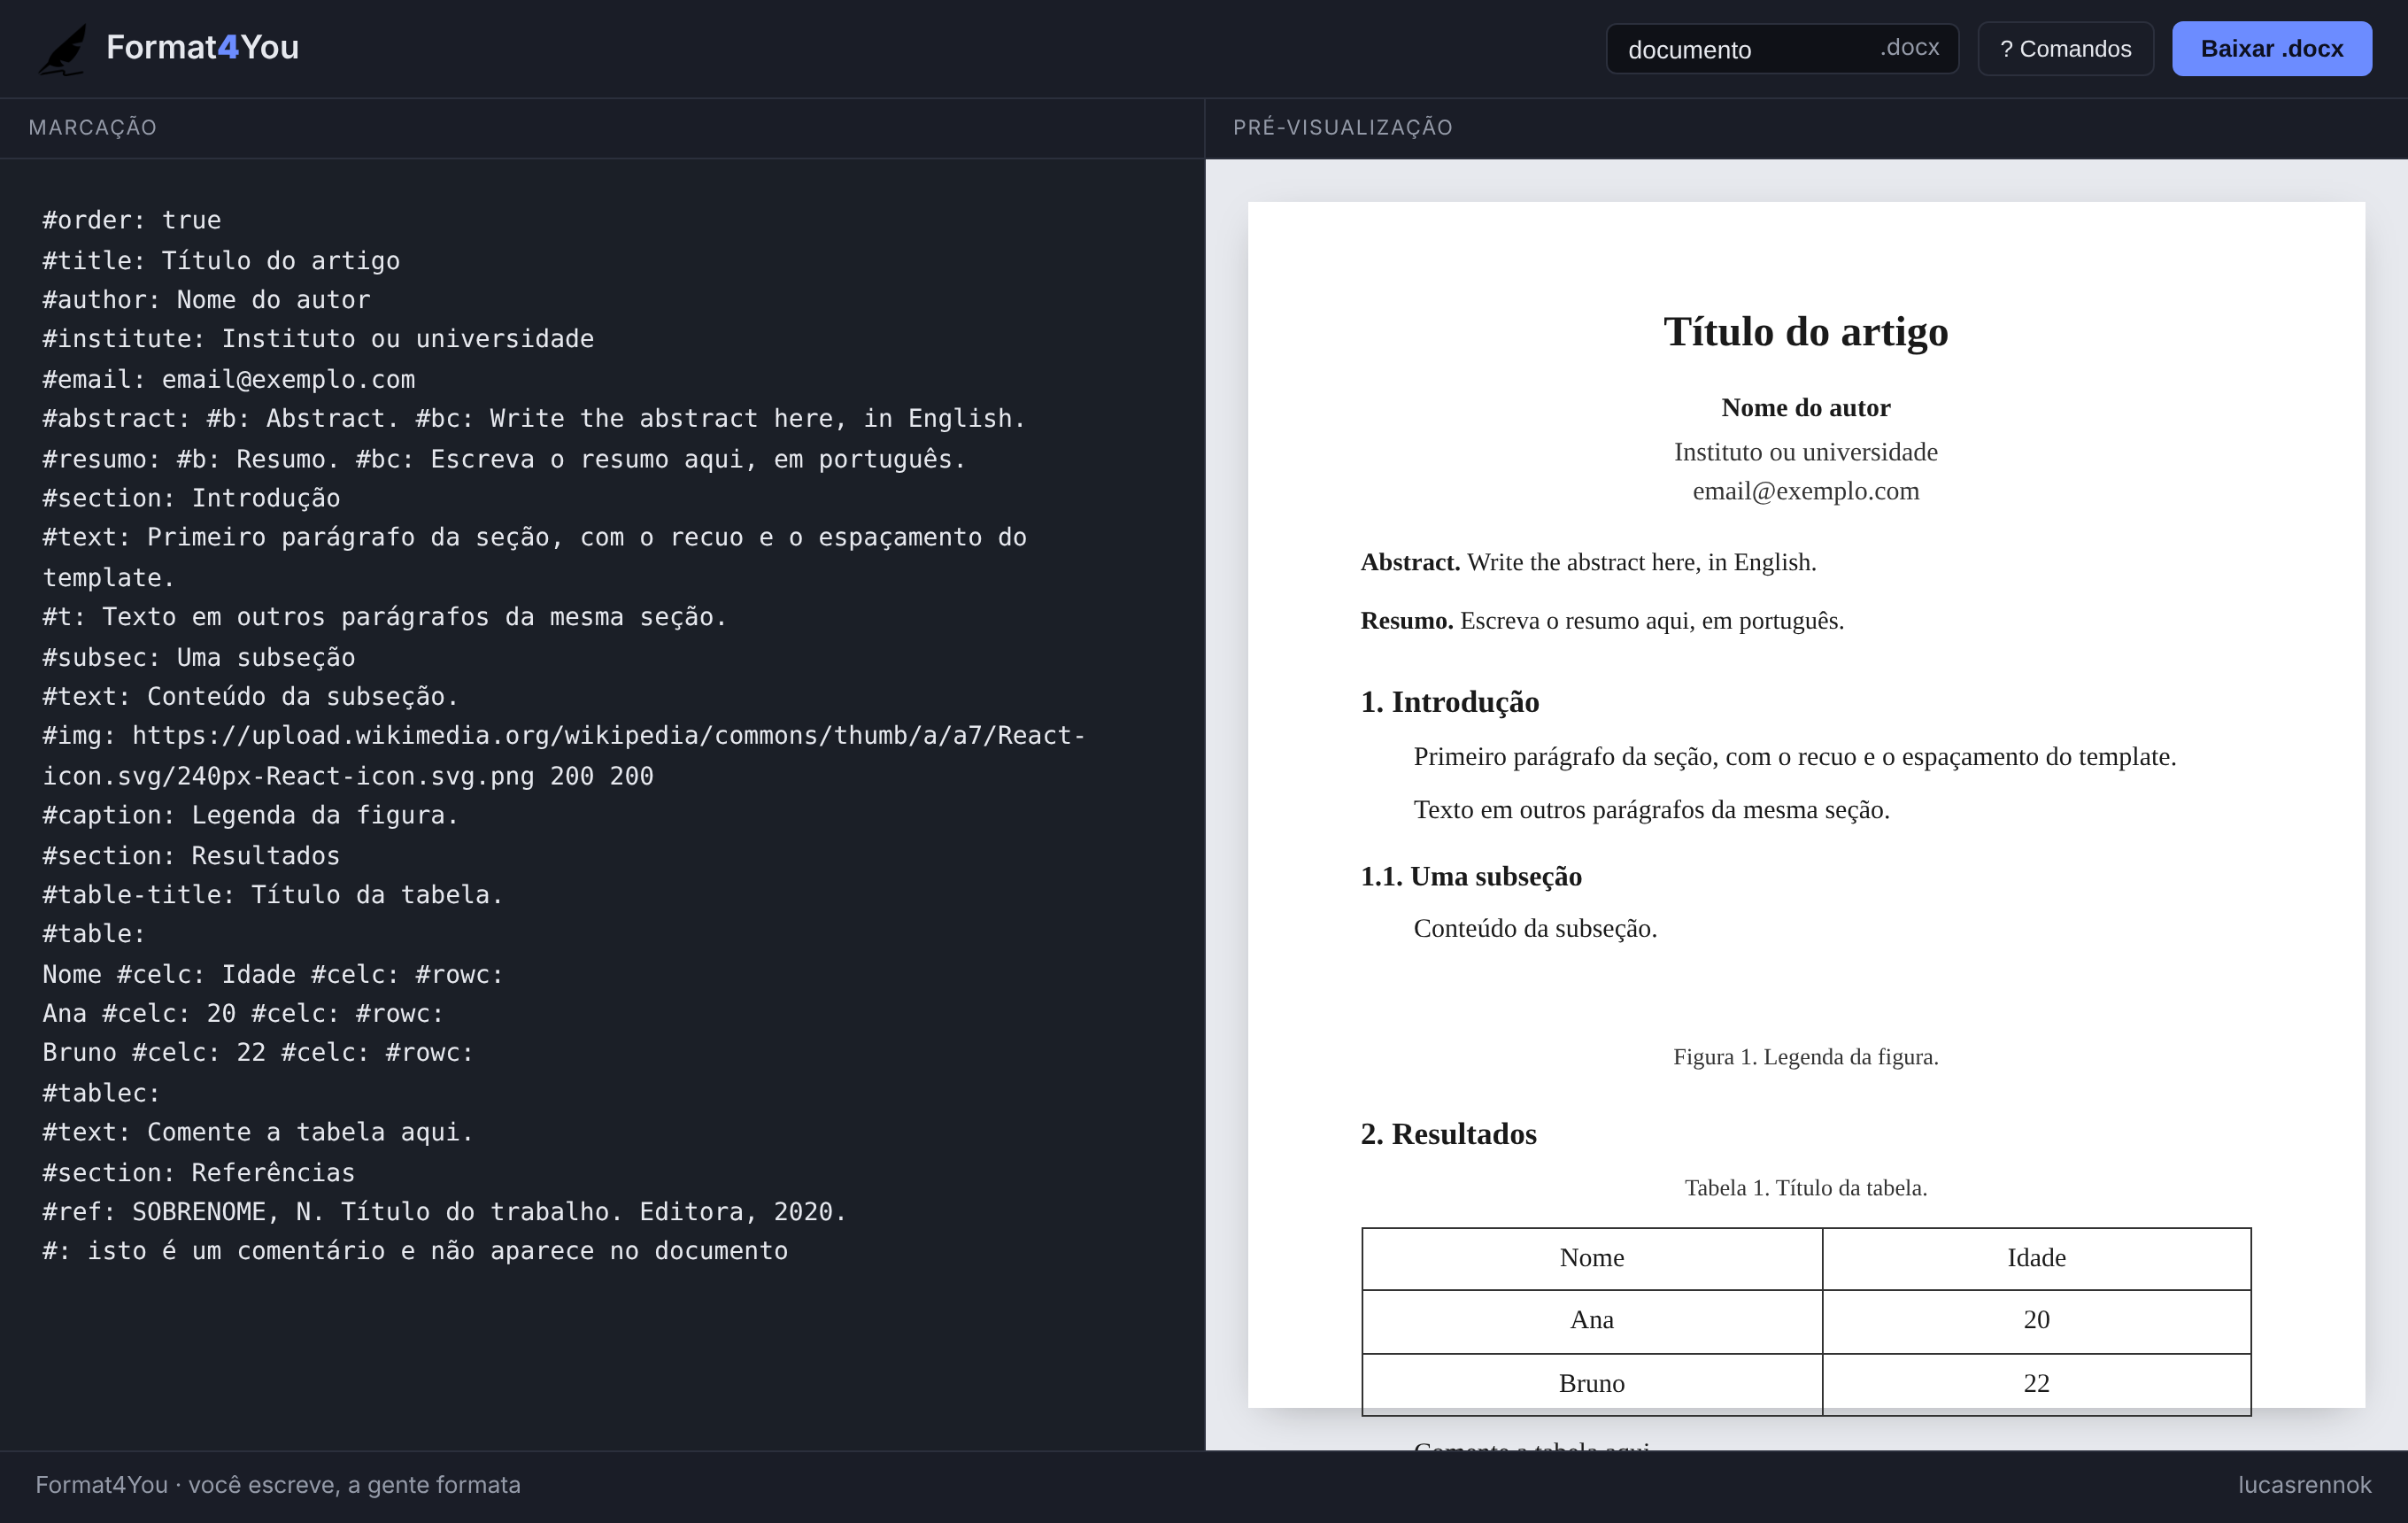 Format4You
documento .docx
? Comandos
Baixar .docx
MARCAÇÃO
#order: true
#title: Título do artigo
#author: Nome do autor
#institute: Instituto ou universidade
#email: email@exemplo.com
#abstract: #b: Abstract. #bc: Write the abstract here, in English.
#resumo: #b: Resumo. #bc: Escreva o resumo aqui, em português.
#section: Introdução
#text: Primeiro parágrafo da seção, com o recuo e o espaçamento do
template.
#t: Texto em outros parágrafos da mesma seção.
#subsec: Uma subseção
#text: Conteúdo da subseção.
#img: https://upload.wikimedia.org/wikipedia/commons/thumb/a/a7/React-
icon.svg/240px-React-icon.svg.png 200 200
#caption: Legenda da figura.
#section: Resultados
#table-title: Título da tabela.
#table:
Nome #celc: Idade #celc: #rowc:
Ana #celc: 20 #celc: #rowc:
Bruno #celc: 22 #celc: #rowc:
#tablec:
#text: Comente a tabela aqui.
#section: Referências
#ref: SOBRENOME, N. Título do trabalho. Editora, 2020.
#: isto é um comentário e não aparece no documento
PRÉ-VISUALIZAÇÃO
Título do artigo
Nome do autor
Instituto ou universidade
email@exemplo.com
Abstract. Write the abstract here, in English.
Resumo. Escreva o resumo aqui, em português.
1. Introdução
Primeiro parágrafo da seção, com o recuo e o espaçamento do template.
Texto em outros parágrafos da mesma seção.
1.1. Uma subseção
Conteúdo da subseção.
Figura 1. Legenda da figura.
2. Resultados
Tabela 1. Título da tabela.
Nome Idade
Ana 20
Bruno 22
Comente a tabela aqui.
Format4You · você escreve, a gente formata
lucasrennok